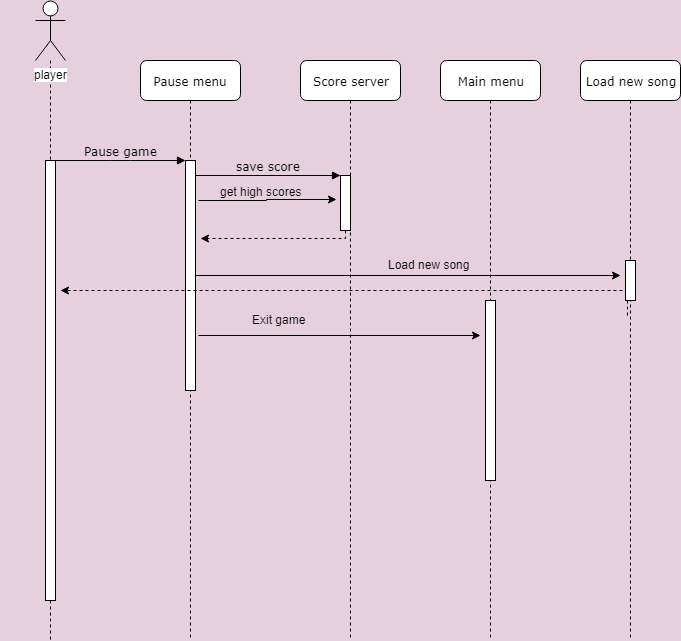 player
Pause menu
Score server
Main menu
Load new song
Pause game
save score
get high scores
Load new song
Exit game